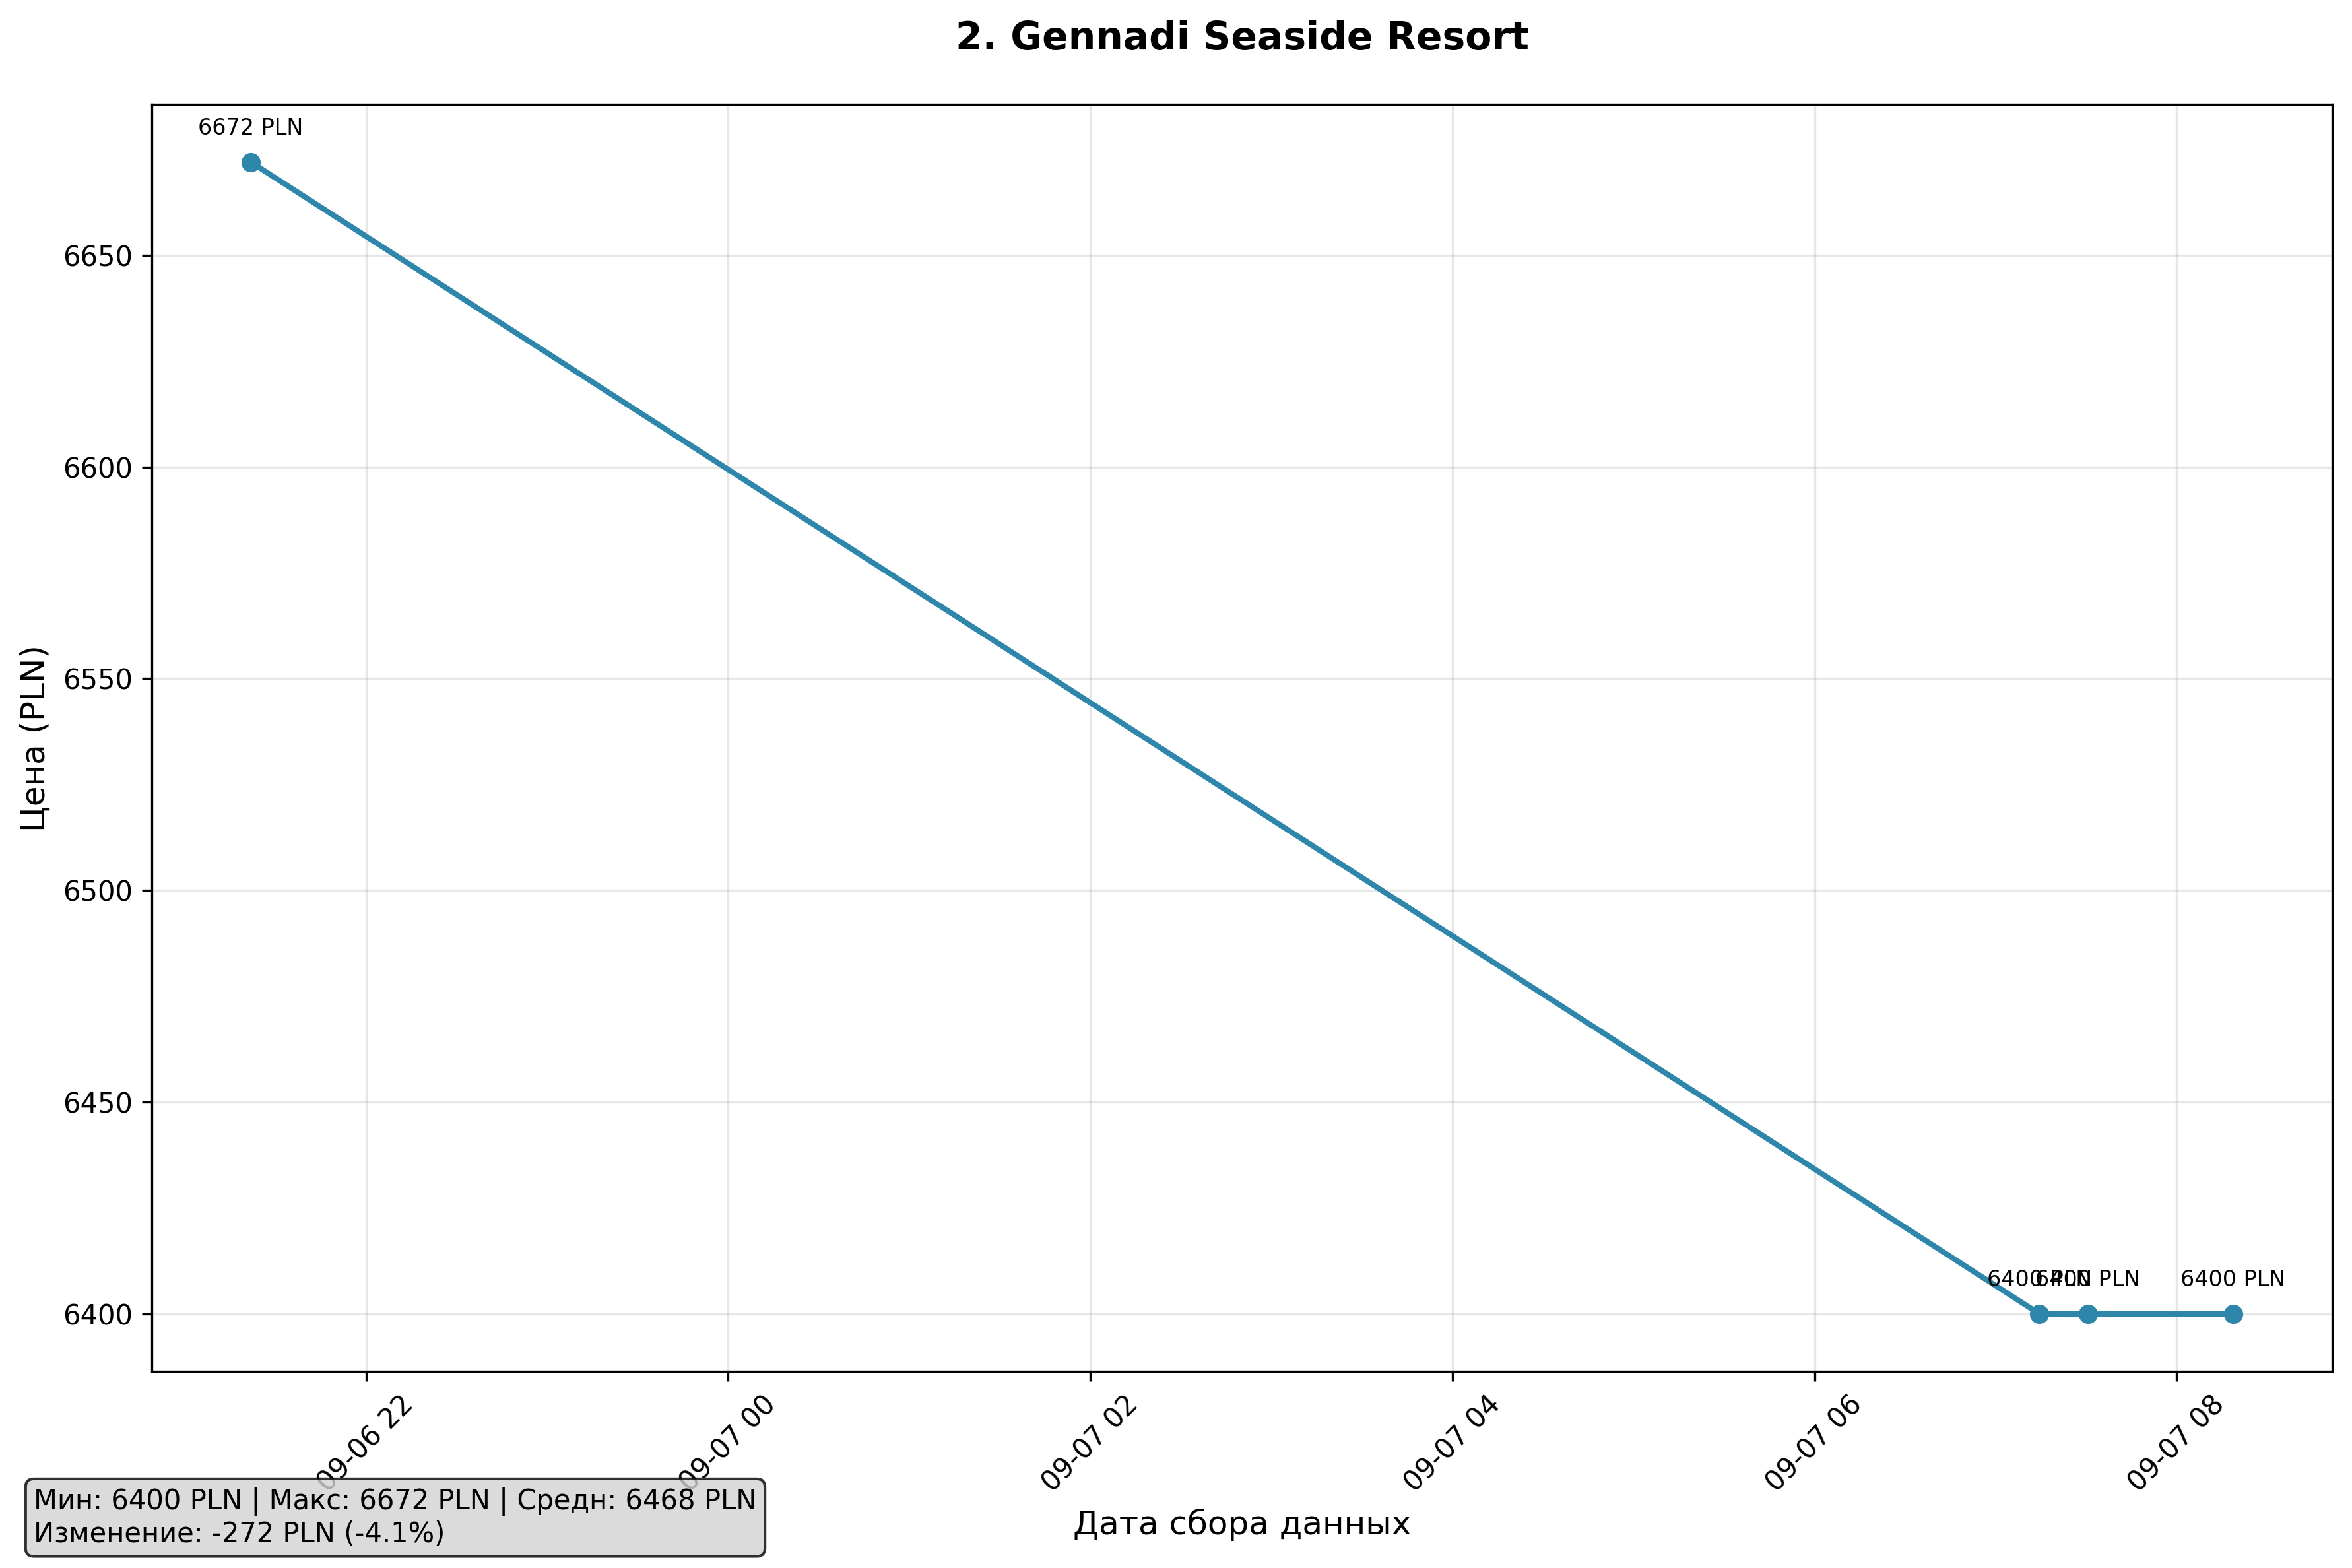 2. Gennadi Seaside Resort
6672 PLN
6650
6600
6550
6500
6450
6400
Цена (PLN)
6400 PLN
6400 PLN
6400 PLN
09-06 22
09-07 00
09-07 02
09-07 04
09-07 06
09-07 08
Дата сбора данных
Мин: 6400 PLN | Макс: 6672 PLN | Средн: 6468 PLN
Изменение: -272 PLN (-4.1%)